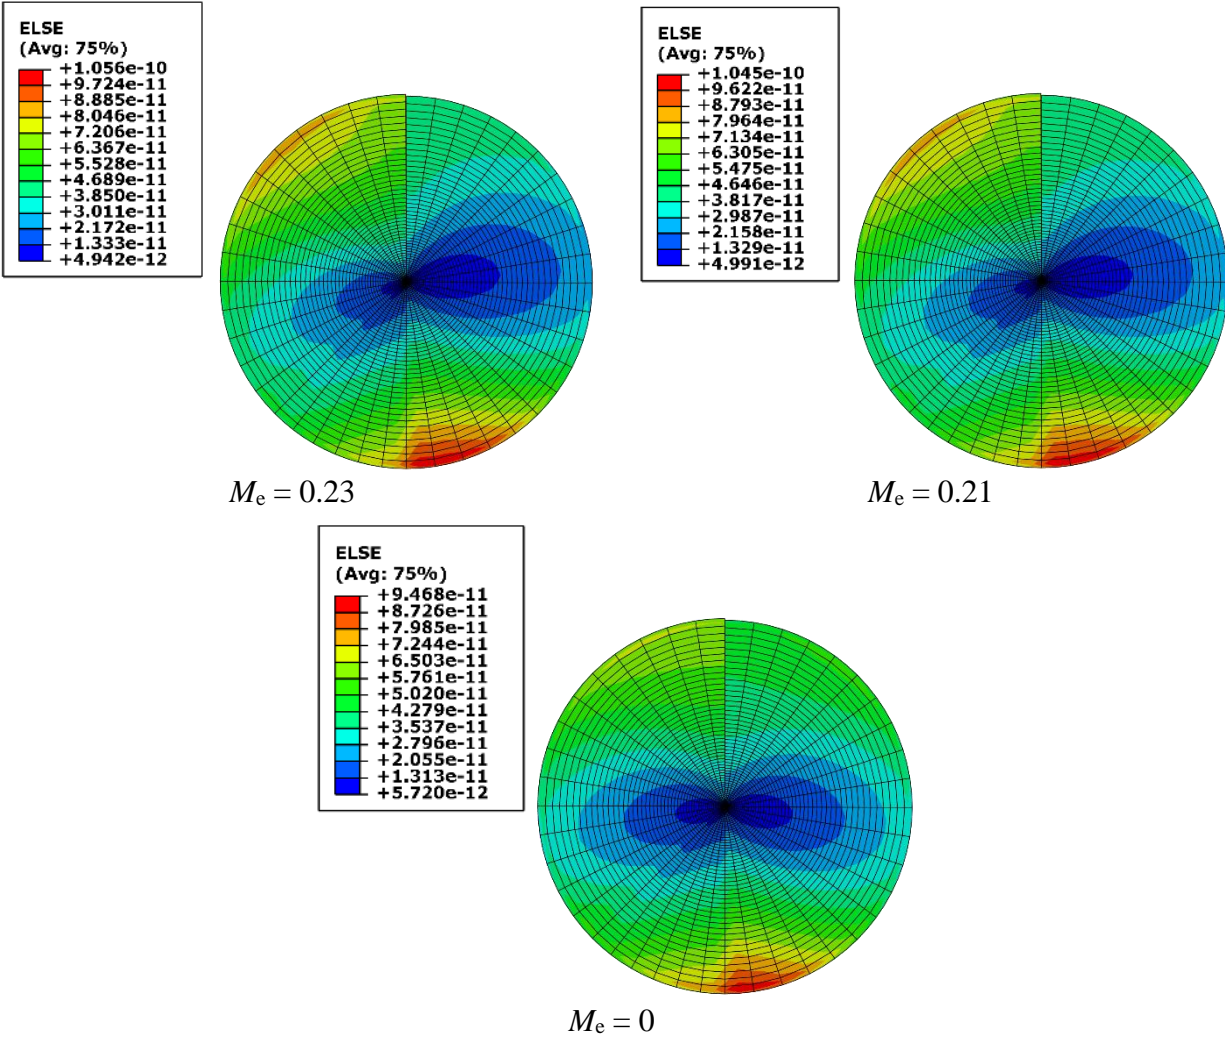 ELSE
(Avg: 75%)
+1.056e-10
+9.724e-11
+8.885e-11
+8.046e-11
+7.206e-11
+6.367e-11
+5.528e-11
+4.689e-11
+3.850e-11
+3.011e-11
+2.172e-11
+1.333e-11
+4.942e-12
M_e = 0.23
ELSE
(Avg: 75%)
+1.045e-10
+9.622e-11
+8.793e-11
+7.964e-11
+7.134e-11
+6.305e-11
+5.475e-11
+4.646e-11
+3.817e-11
+2.987e-11
+2.158e-11
+1.329e-11
+4.991e-12
M_e = 0.21
ELSE
(Avg: 75%)
+9.468e-11
+8.726e-11
+7.985e-11
+7.244e-11
+6.503e-11
+5.761e-11
+5.020e-11
+4.279e-11
+3.537e-11
+2.796e-11
+2.055e-11
+1.313e-11
+5.720e-12
M_e = 0